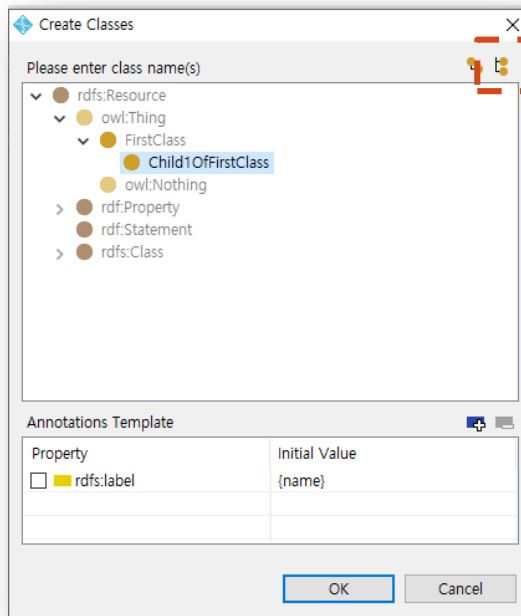 Create Classes
Please enter class name(s)
rdfs:Resource
owl:Thing
FirstClass
Child1OfFirstClass
owl:Nothing
rdf:Property
rdf:Statement
rdfs:Class
Annotations Template
Property Initial Value
rdfs:label {name}
OK Cancel